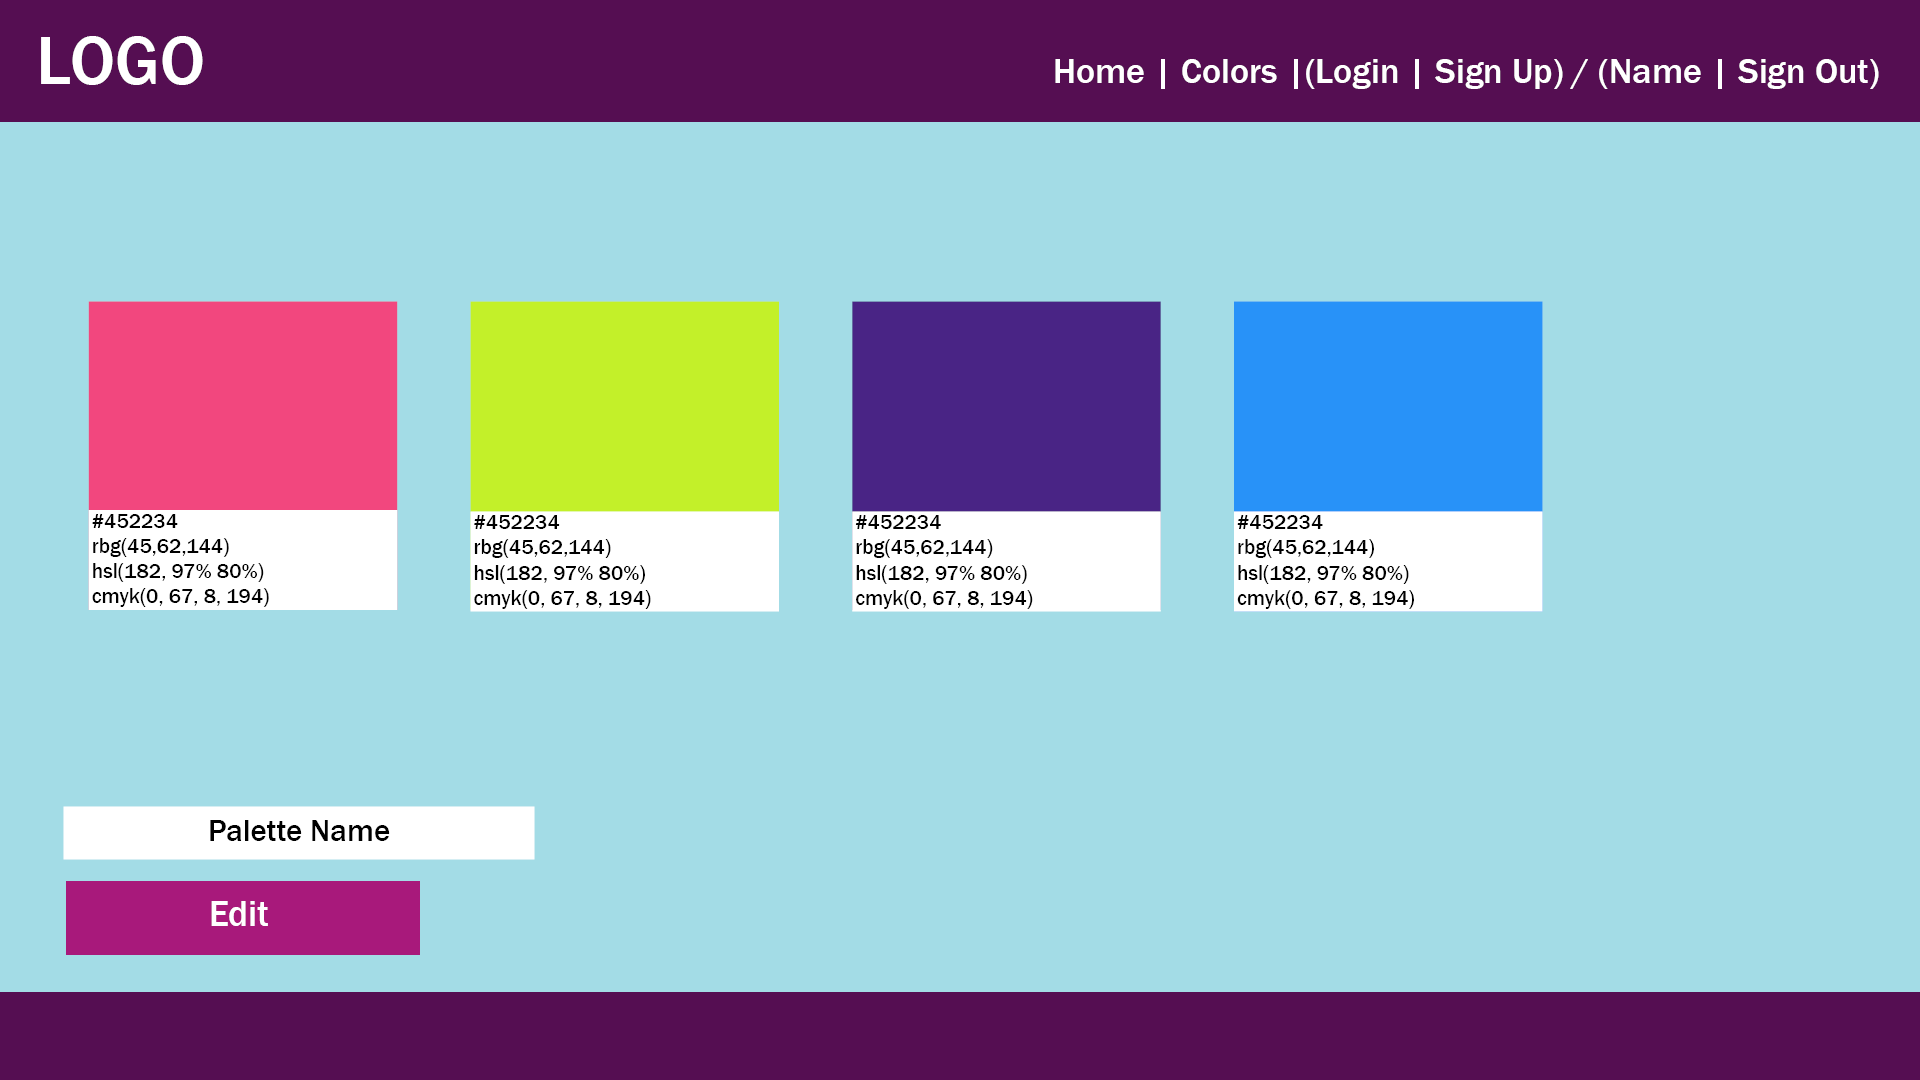 LOGO
Home | Colors |(Login | Sign Up) / (Name | Sign Out)
#452234
rbg(45,62,144)
hsl(182, 97% 80%)
cmyk(0, 67, 8, 194)
#452234
rbg(45,62,144)
hsl(182, 97% 80%)
cmyk(0, 67, 8, 194)
#452234
rbg(45,62,144)
hsl(182, 97% 80%)
cmyk(0, 67, 8, 194)
#452234
rbg(45,62,144)
hsl(182, 97% 80%)
cmyk(0, 67, 8, 194)
Palette Name
Edit